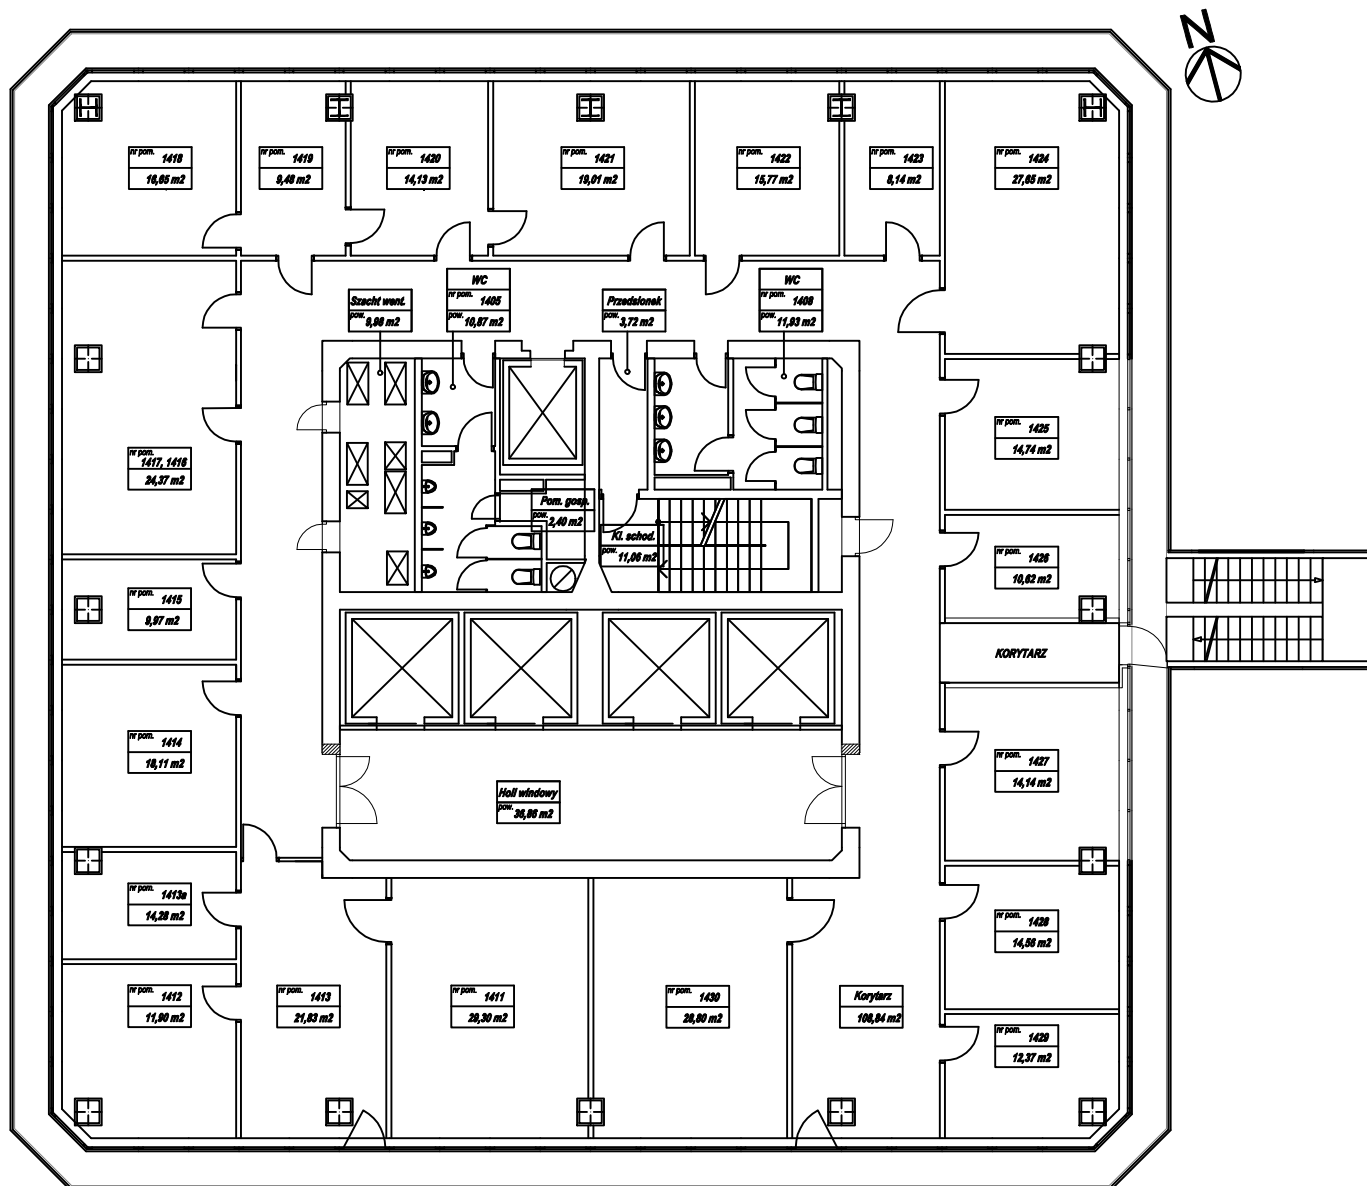 N
nr pom. 1418
16,65 m2
nr pom. 1419
9,48 m2
nr pom. 1420
14,13 m2
nr pom. 1421
19,01 m2
nr pom. 1422
15,77 m2
nr pom. 1423
8,14 m2
nr pom. 1424
27,65 m2
Szacht went.
pow. 9,98 m2
WC
nr pom. 1405
pow. 10,87 m2
Przedsionek
pow. 3,72 m2
WC
nr pom. 1408
pow. 11,93 m2
nr pom. 1425
14,74 m2
nr pom. 1417, 1416
24,37 m2
Pom. gosp.
pow. 2,40 m2
Kl. schod.
pow. 11,06 m2
nr pom. 1426
10,62 m2
nr pom. 1415
9,97 m2
KORYTARZ
nr pom. 1414
18,11 m2
nr pom. 1427
14,14 m2
Holl windowy
pow. 36,86 m2
nr pom. 1413a
14,28 m2
nr pom. 1428
14,56 m2
nr pom. 1412
11,90 m2
nr pom. 1413
21,83 m2
nr pom. 1411
29,30 m2
nr pom. 1430
28,80 m2
Korytarz
108,84 m2
nr pom. 1429
12,37 m2